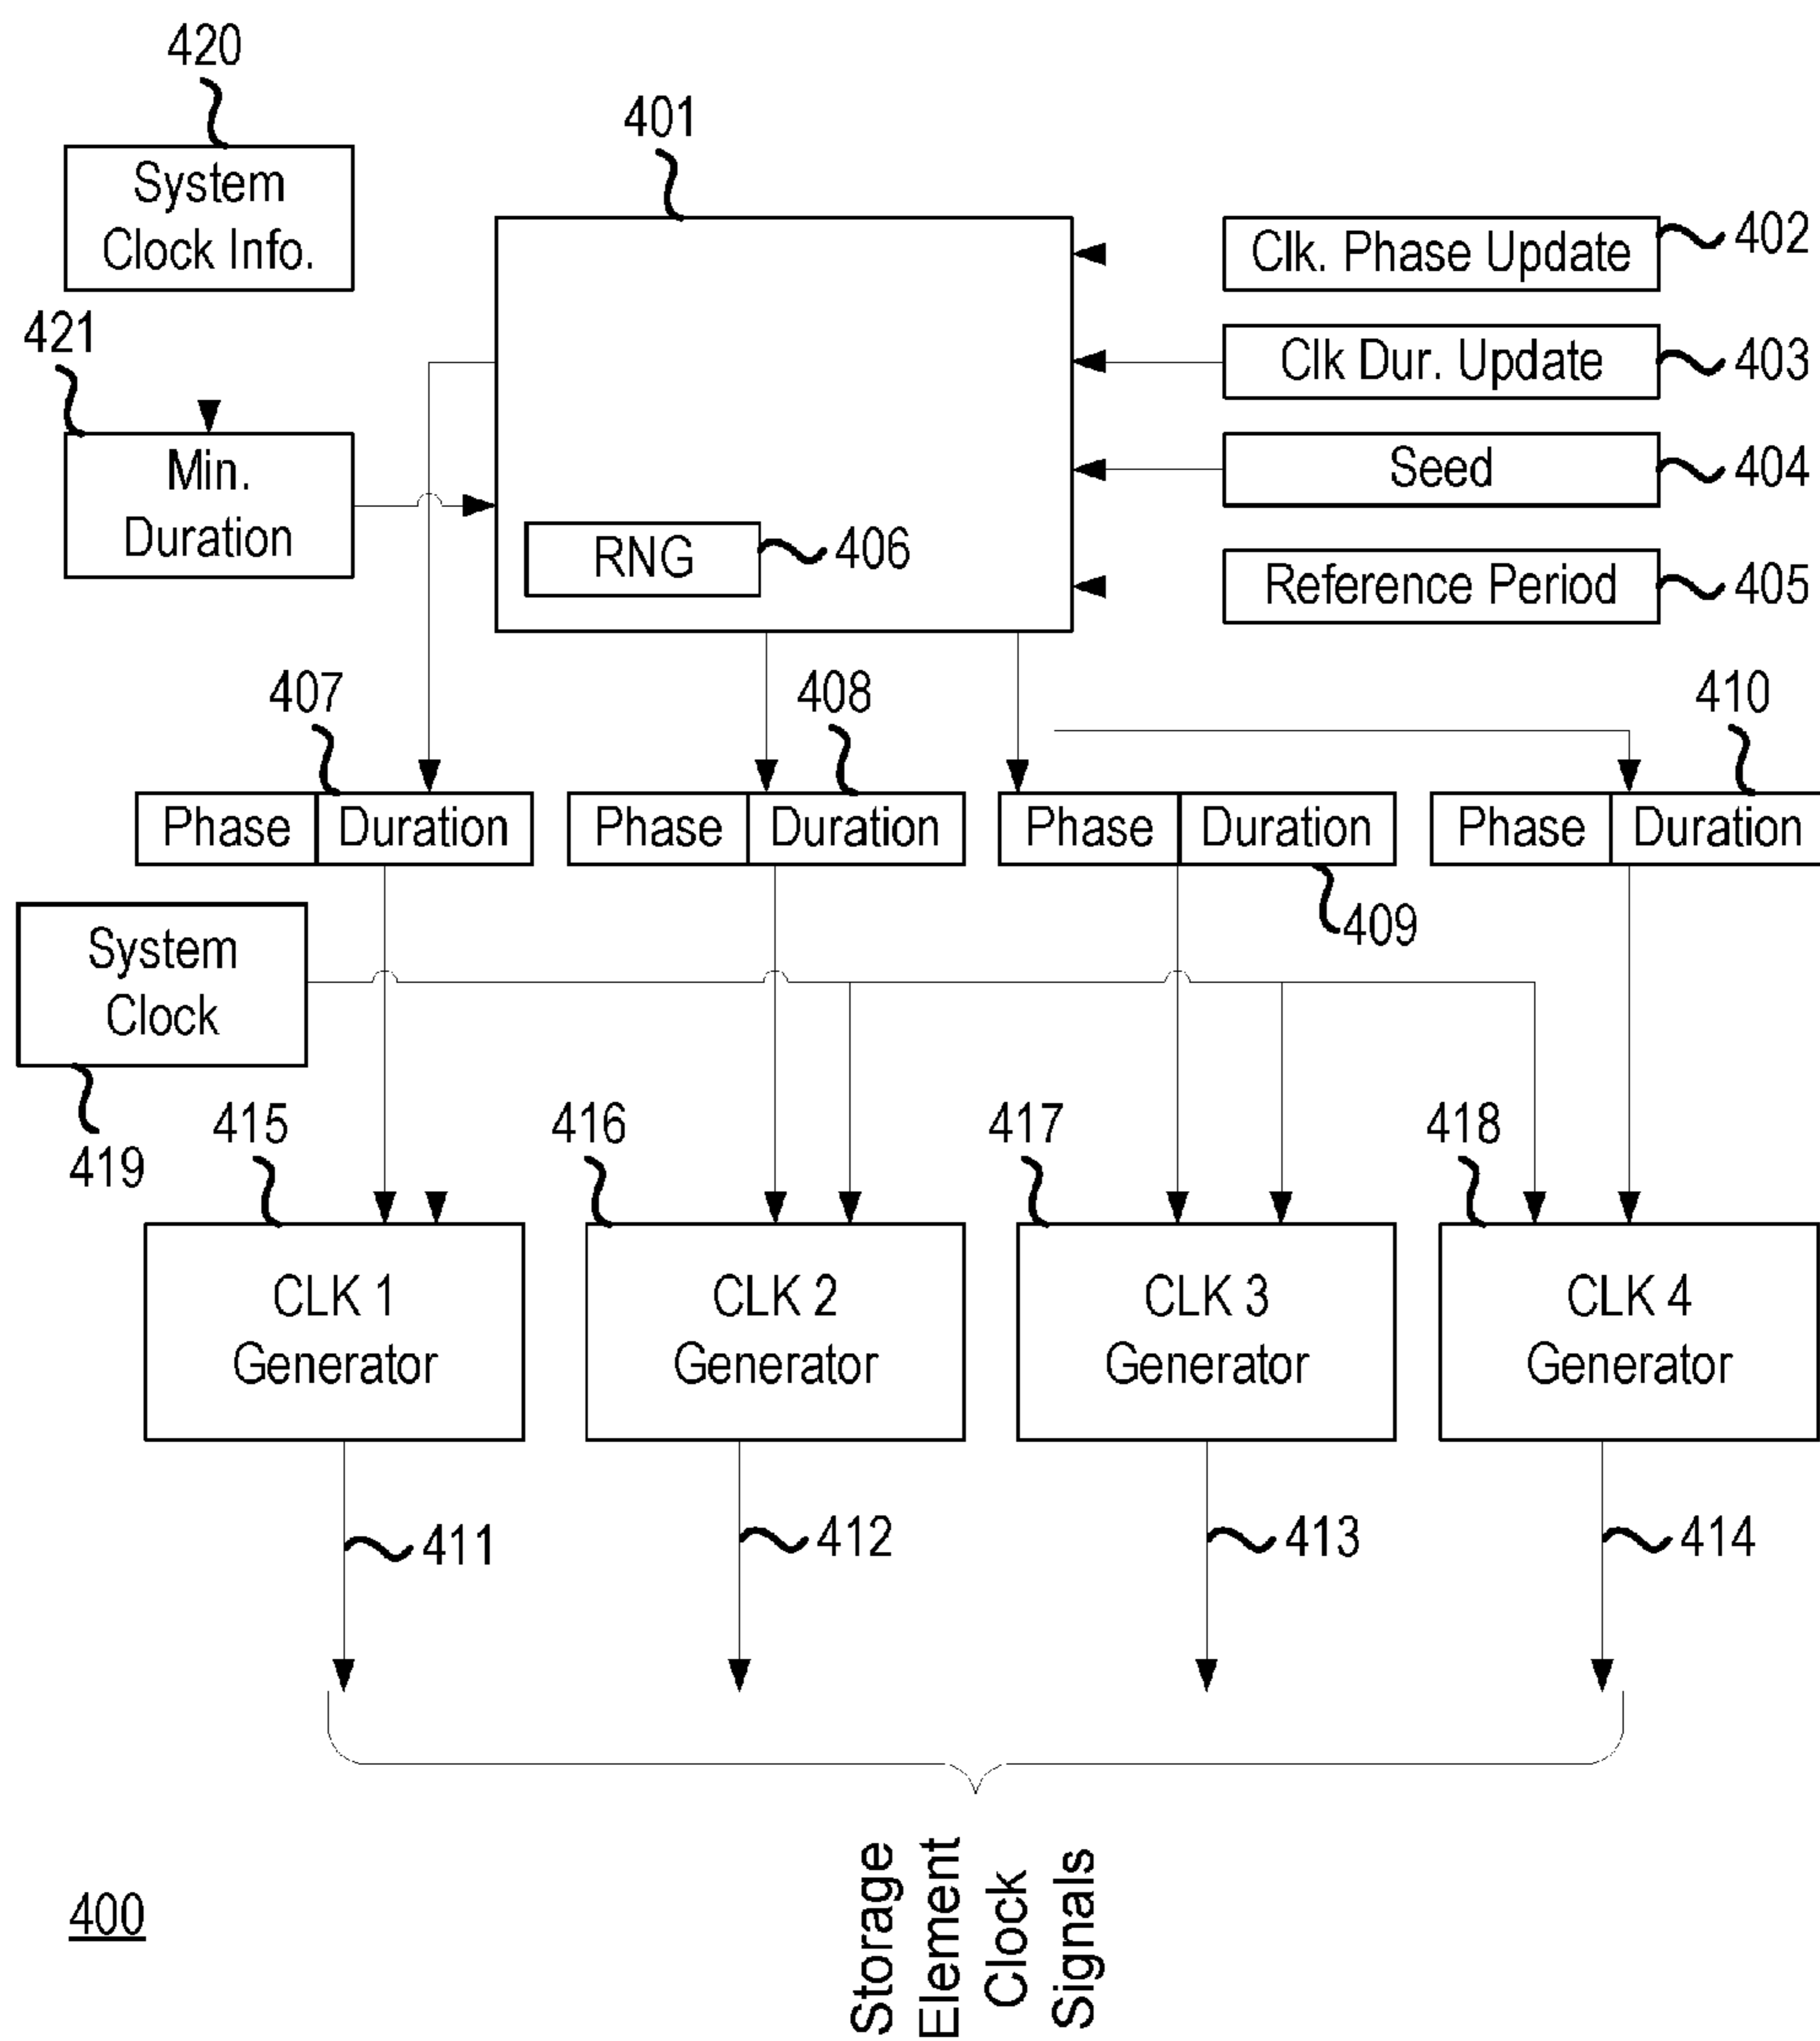 420
System
Clock Info.
401
Clk. Phase Update
402
421
Clk Dur. Update
403
Min.
Duration
Seed
404
RNG
406
Reference Period
405
407
408
410
Phase
Duration
Phase
Duration
Phase
Duration
Phase
Duration
409
System
Clock
419
415
416
417
418
CLK 1
Generator
CLK 2
Generator
CLK 3
Generator
CLK 4
Generator
411
412
413
414
Storage
Element
Clock
Signals
400